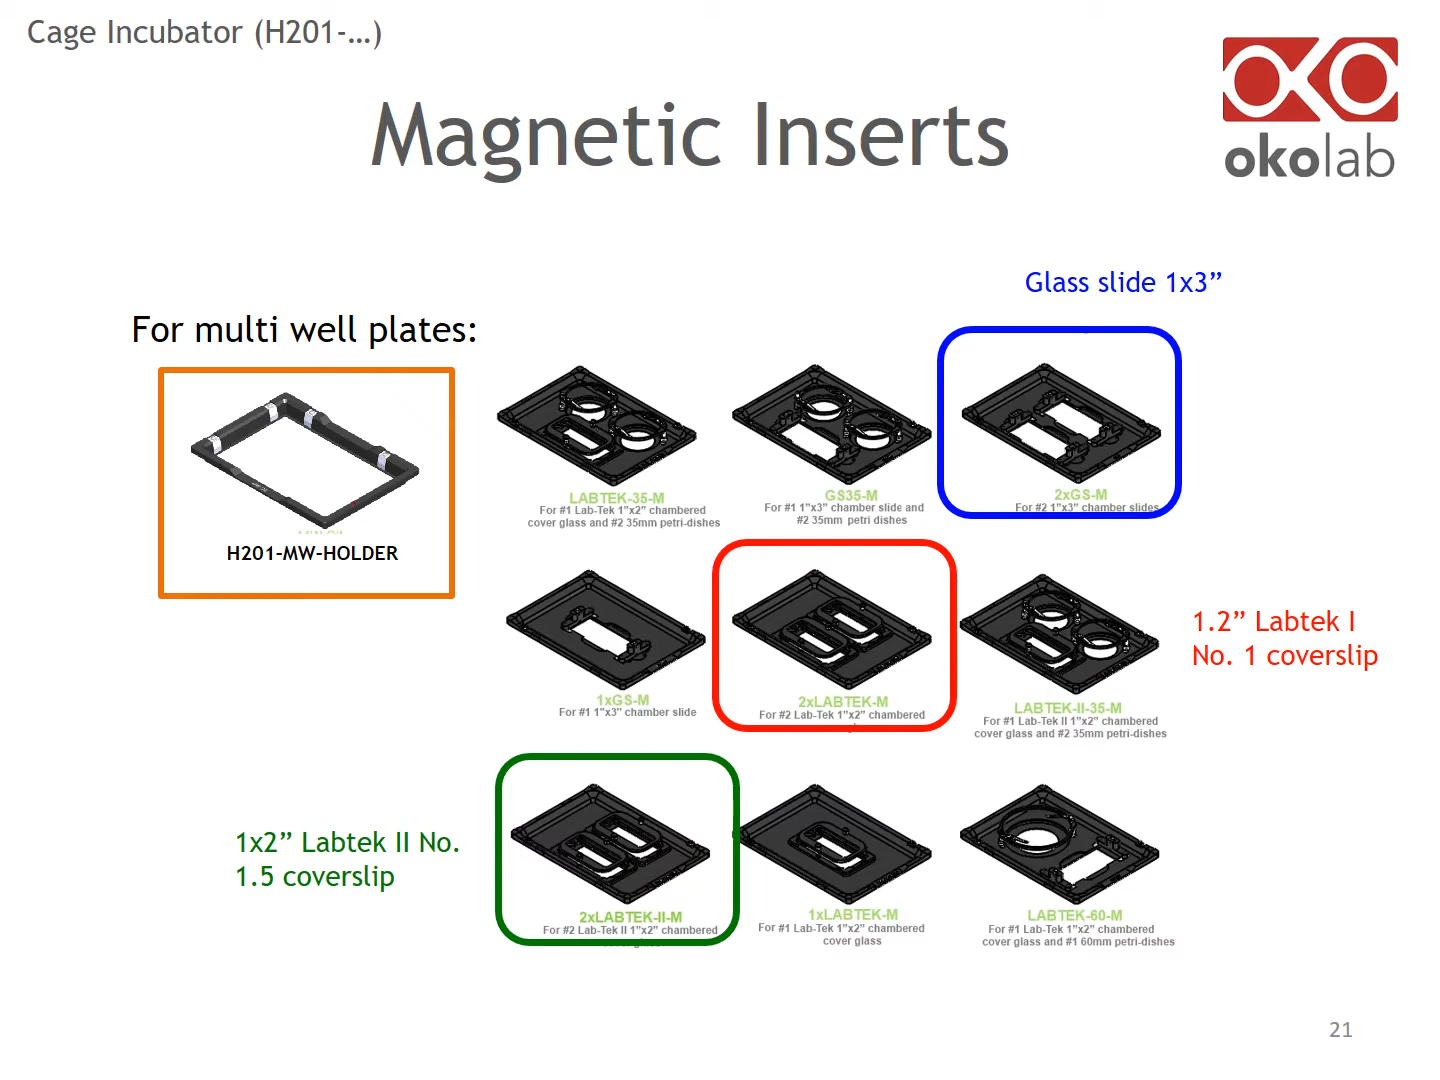 Cage Incubator (H201-…)
okolab
Magnetic Inserts
Glass slide 1x3”
For multi well plates:
H201-MW-HOLDER
LABTEK-35-M
For #1 Lab-Tek 1"x2" chambered
cover glass and #2 35mm petri-dishes
GS35-M
For #1 1"x3" chamber slide and
#2 35mm petri dishes
2xGS-M
For #2 1"x3" chamber slides
1xGS-M
For #1 1"x3" chamber slide
2xLABTEK-M
For #2 Lab-Tek 1"x2" chambered
LABTEK-II-35-M
For #1 Lab-Tek II 1"x2" chambered
cover glass and #2 35mm petri-dishes
1.2” Labtek I
No. 1 coverslip
1x2” Labtek II No.
1.5 coverslip
2xLABTEK-II-M
For #2 Lab-Tek II 1"x2" chambered
1xLABTEK-M
For #1 Lab-Tek 1"x2" chambered
cover glass
LABTEK-60-M
For #1 Lab-Tek 1"x2" chambered
cover glass and #1 60mm petri-dishes
21